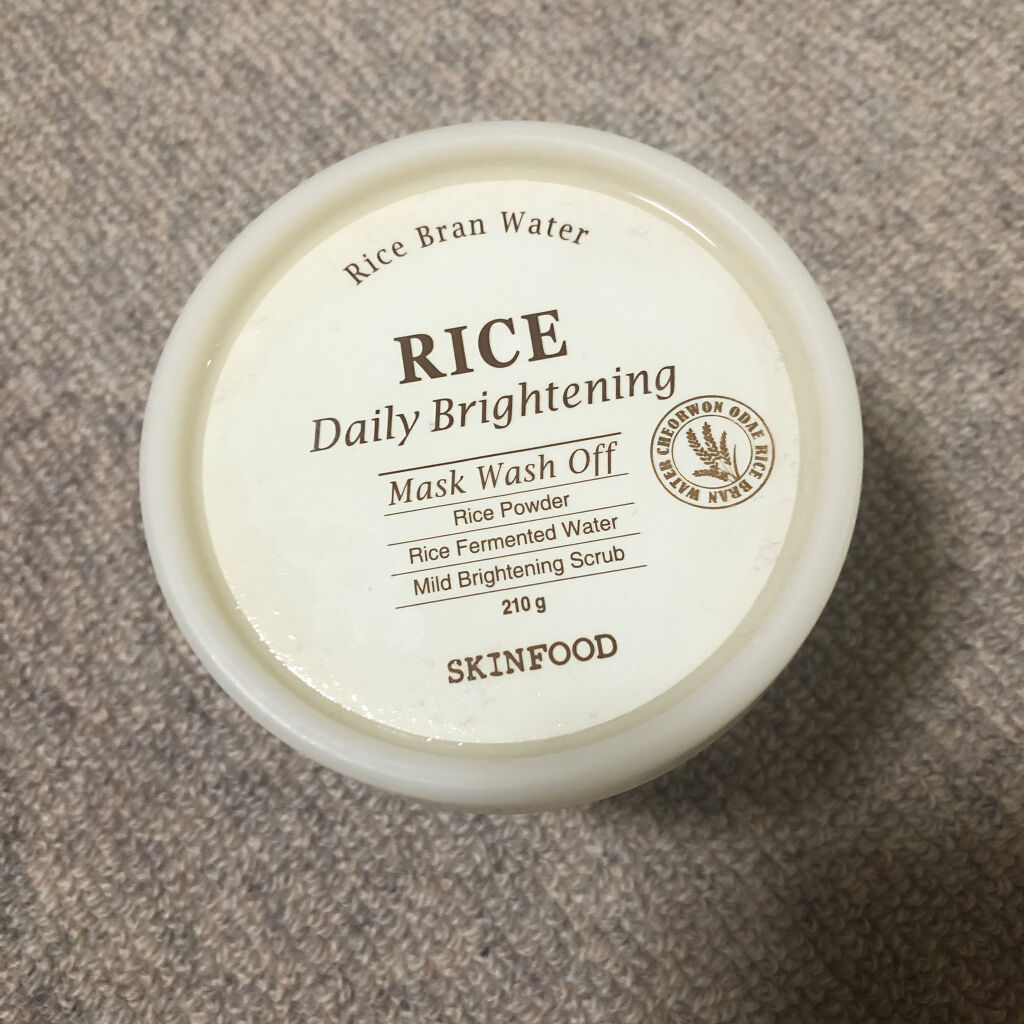 Rice Bran Water
RICE
Daily Brightening
Mask Wash Off
Rice Powder
Rice Fermented Water
Mild Brightening Scrub
210 g
SKINFOOD
CHEORWON ODAE RICE BRAN WATER